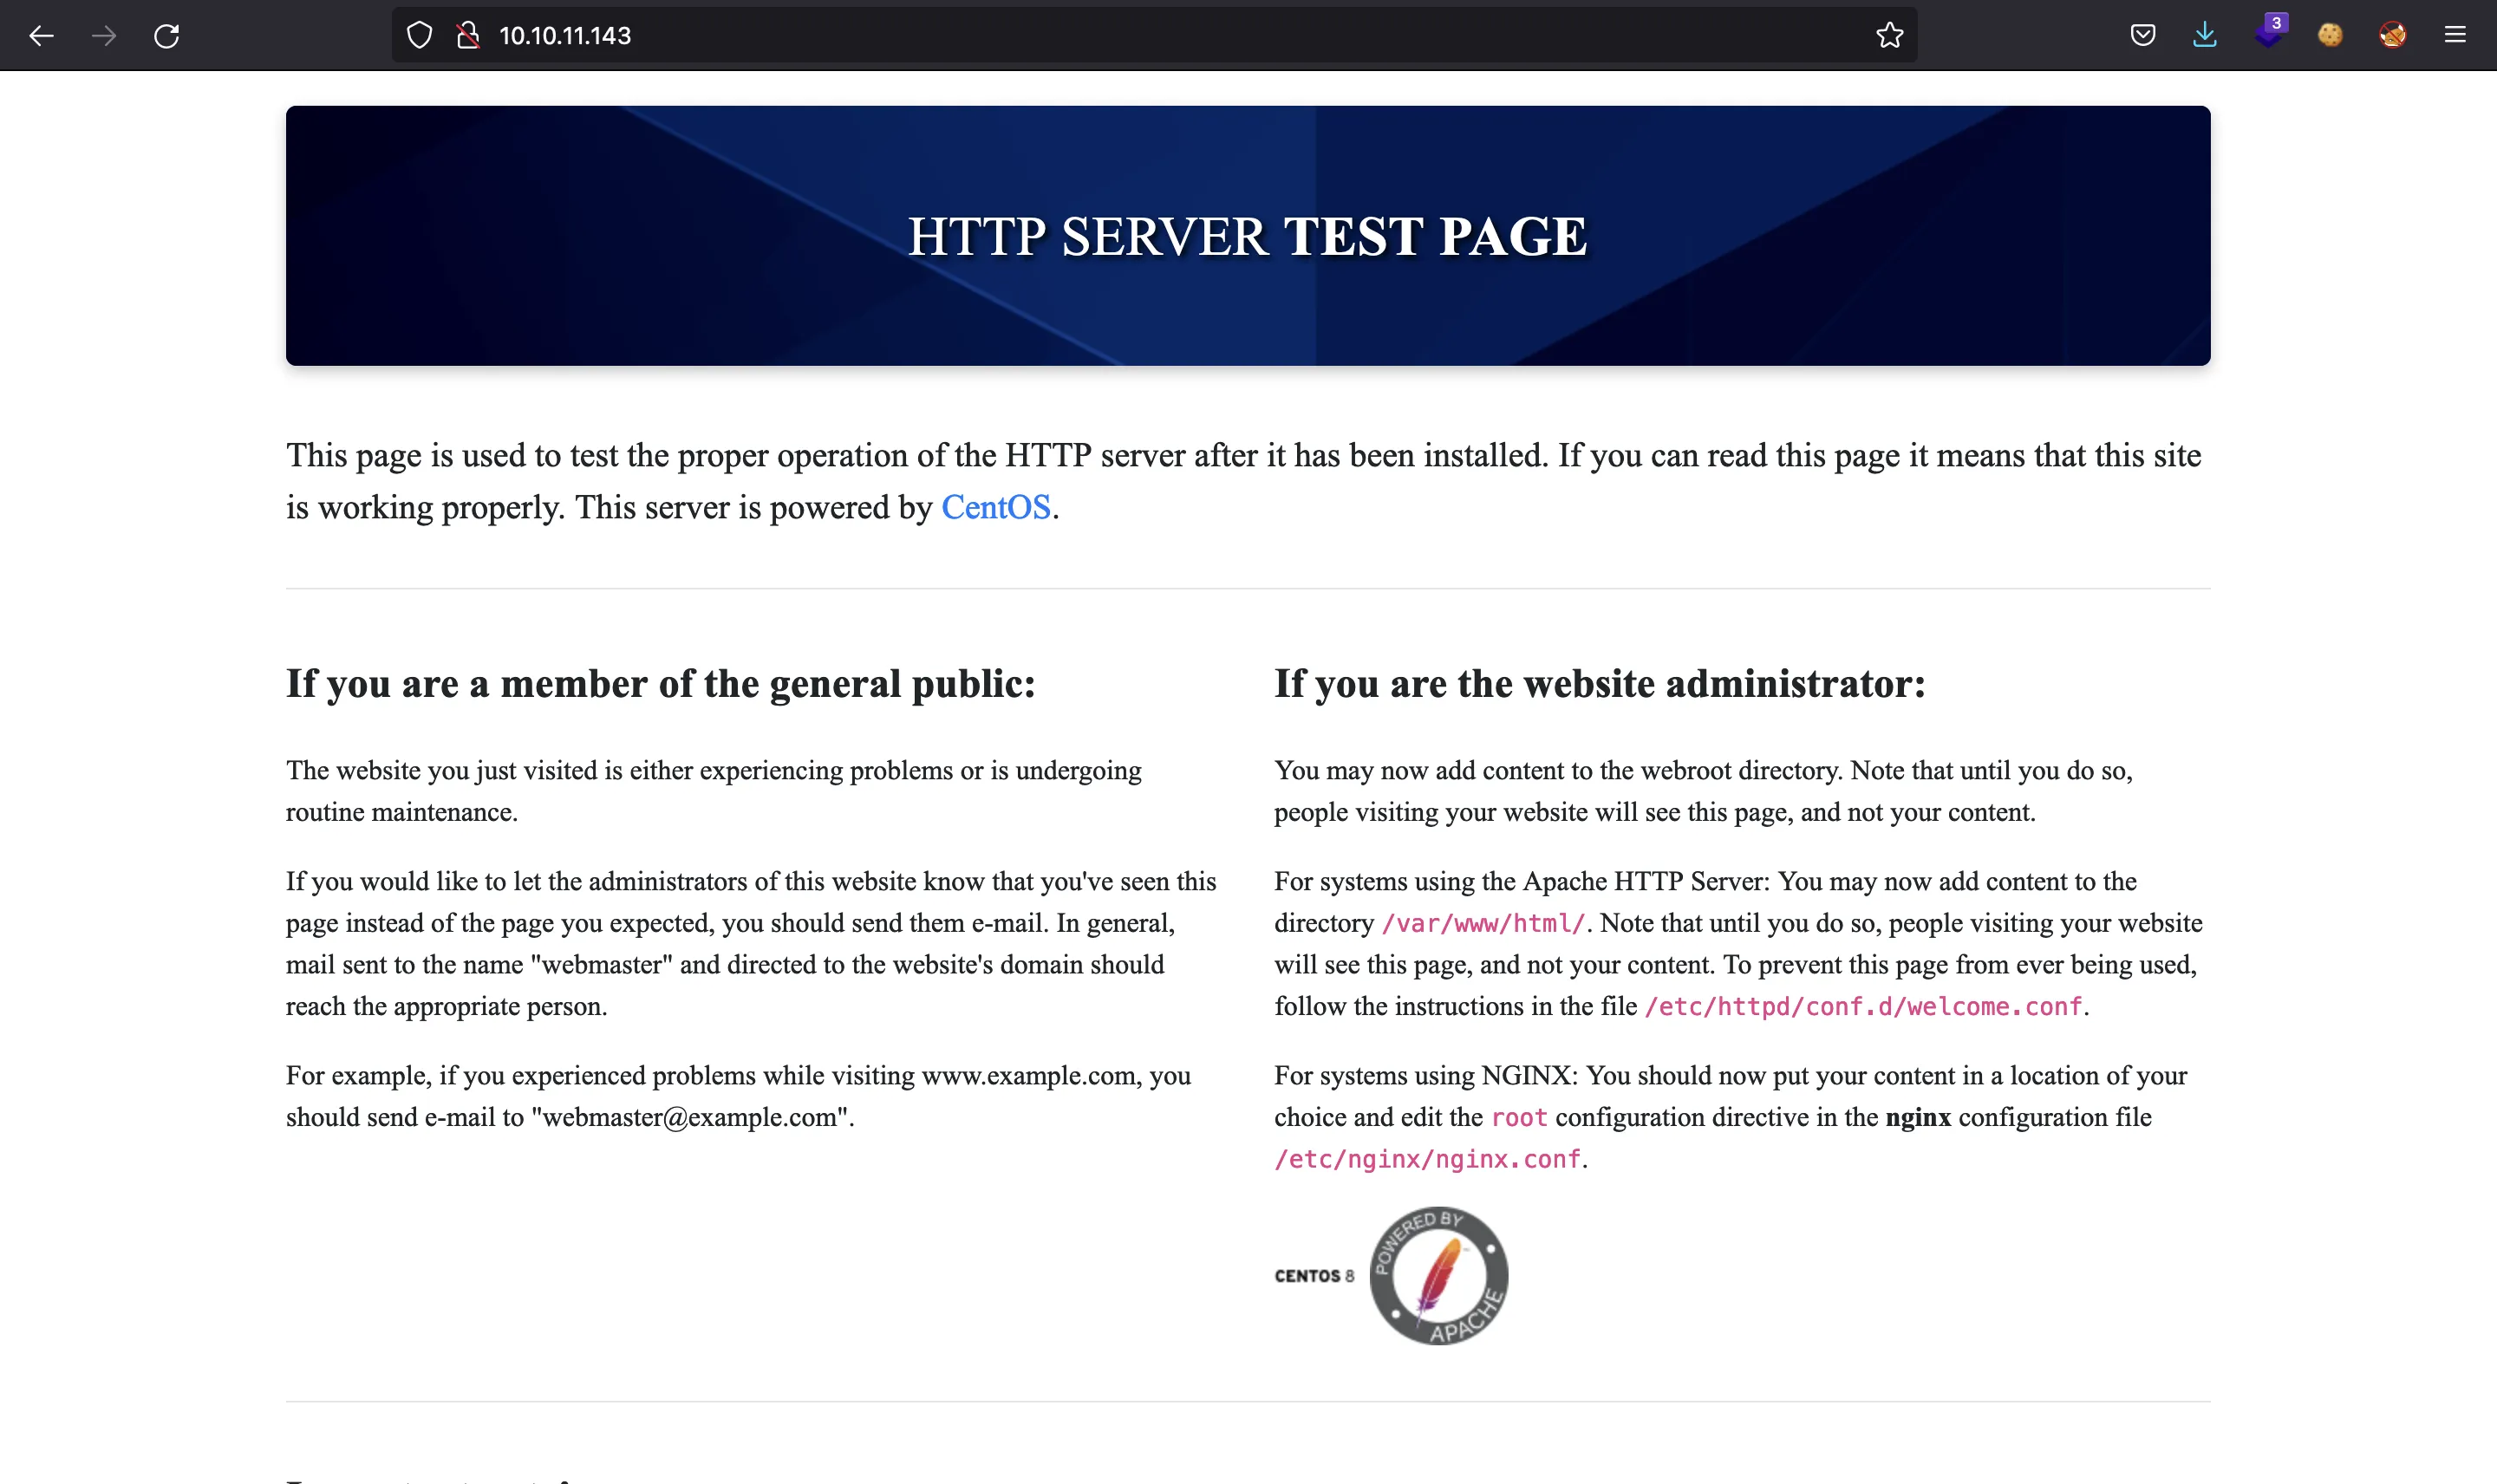 10.10.11.143
3
HTTP SERVER TEST PAGE
This page is used to test the proper operation of the HTTP server after it has been installed. If you can read this page it means that this site
is working properly. This server is powered by CentOS.
If you are a member of the general public:
The website you just visited is either experiencing problems or is undergoing
routine maintenance.
If you would like to let the administrators of this website know that you've seen this
page instead of the page you expected, you should send them e-mail. In general,
mail sent to the name "webmaster" and directed to the website's domain should
reach the appropriate person.
For example, if you experienced problems while visiting www.example.com, you
should send e-mail to "webmaster@example.com".
If you are the website administrator:
You may now add content to the webroot directory. Note that until you do so,
people visiting your website will see this page, and not your content.
For systems using the Apache HTTP Server: You may now add content to the
directory /var/www/html/. Note that until you do so, people visiting your website
will see this page, and not your content. To prevent this page from ever being used,
follow the instructions in the file /etc/httpd/conf.d/welcome.conf.
For systems using NGINX: You should now put your content in a location of your
choice and edit the root configuration directive in the nginx configuration file
/etc/nginx/nginx.conf.
CENTOS 8
POWERED BY
APACHE